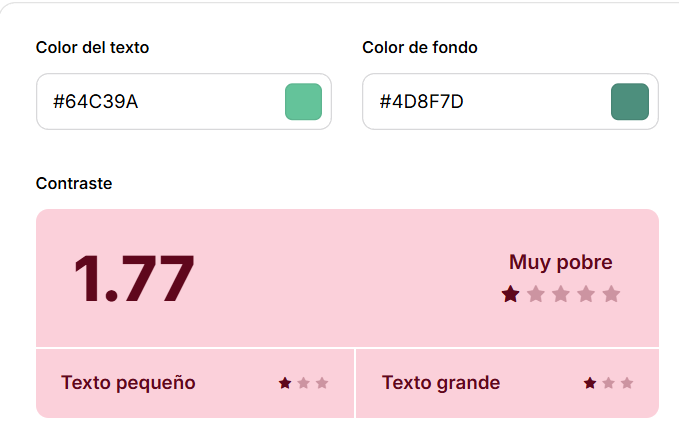 Color del texto
Color de fondo
#64C39A
#4D8F7D
Contraste
1.77
Muy pobre
Texto pequeño
Texto grande